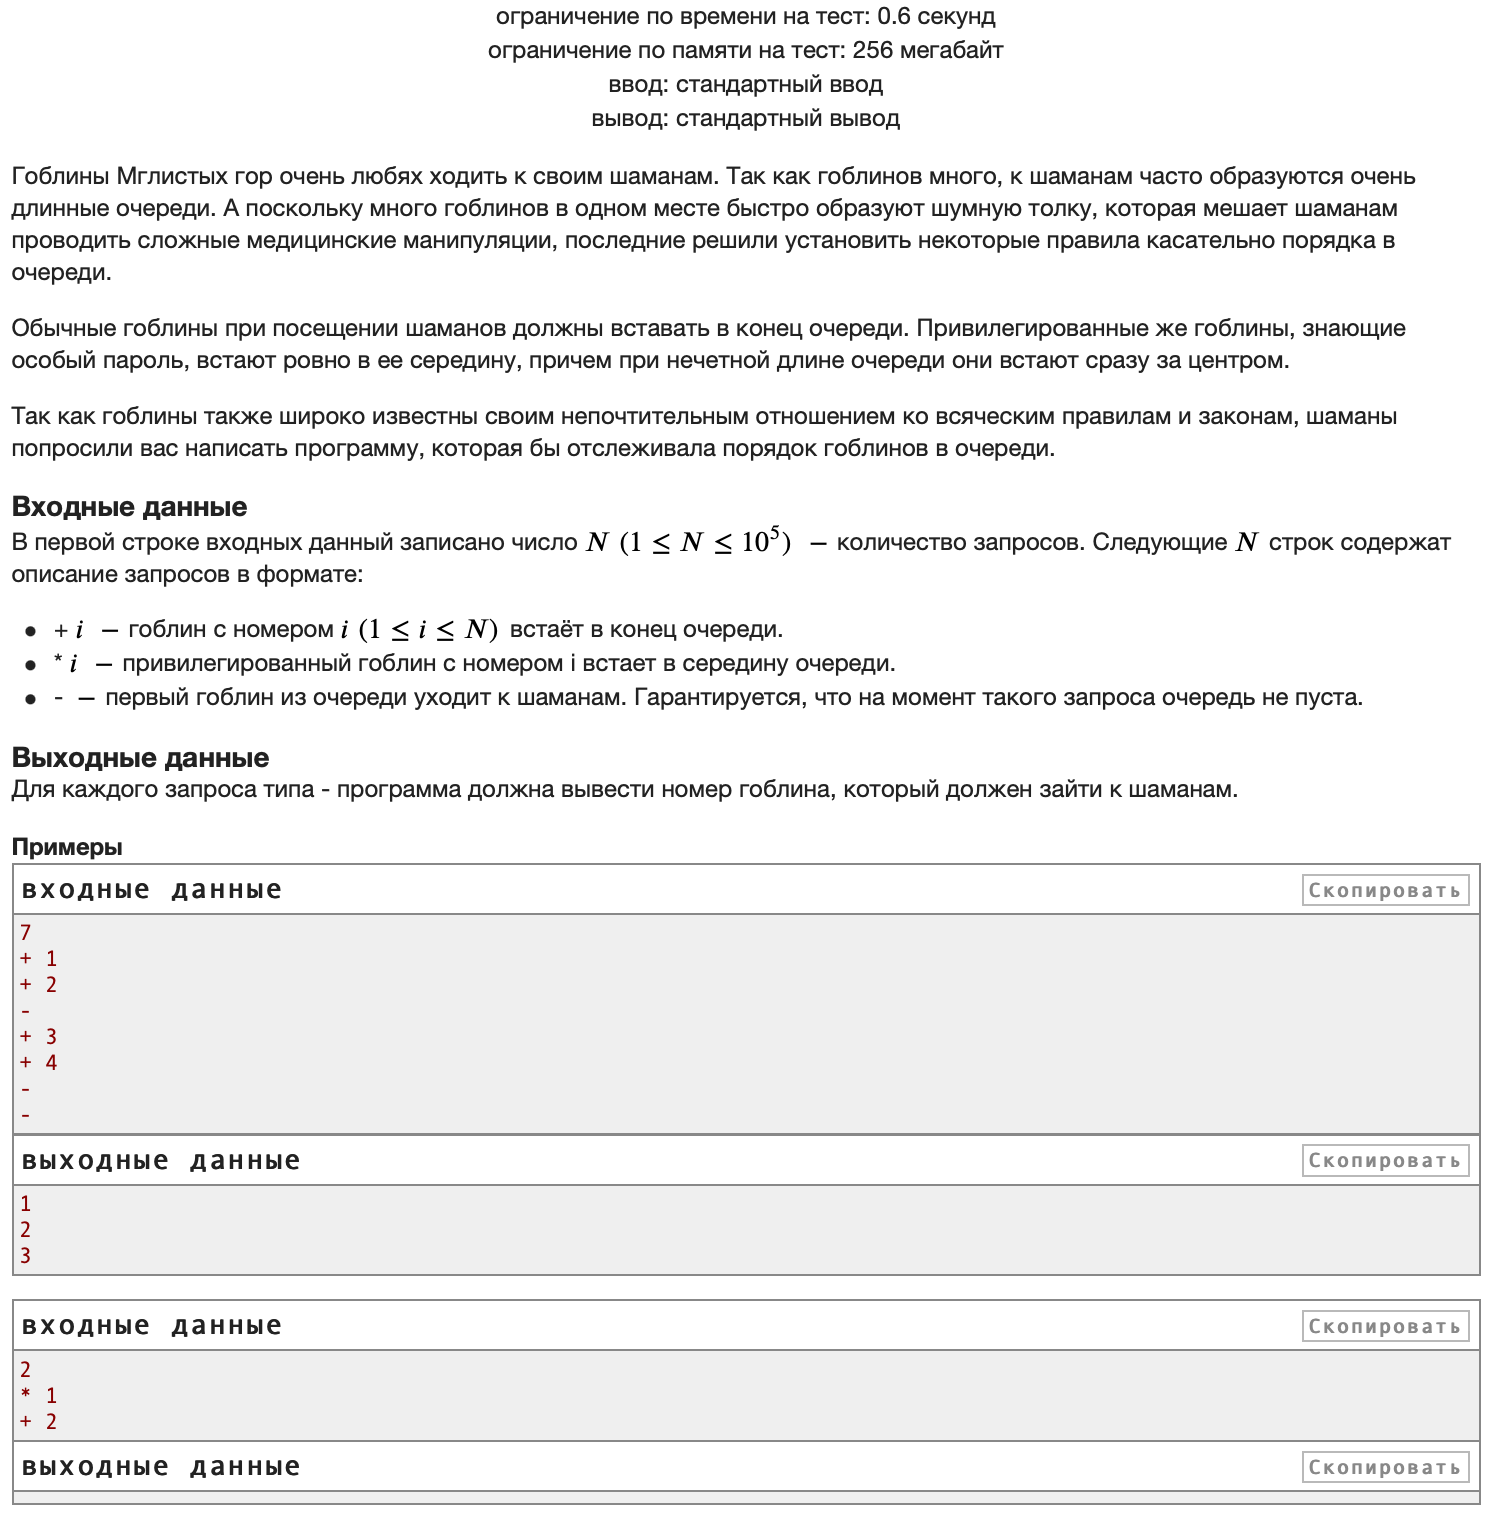 ограничение по времени на тест: 0.6 секунд
ограничение по памяти на тест: 256 мегабайт
ввод: стандартный ввод
вывод: стандартный вывод
Гоблины Мглистых гор очень любях ходить к своим шаманам. Так как гоблинов много, к шаманам часто образуются очень
длинные очереди. А поскольку много гоблинов в одном месте быстро образуют шумную толку, которая мешает шаманам
проводить сложные медицинские манипуляции, последние решили установить некоторые правила касательно порядка в
очереди.
Обычные гоблины при посещении шаманов должны вставать в конец очереди. Привилегированные же гоблины, знающие
особый пароль, встают ровно в ее середину, причем при нечетной длине очереди они встают сразу за центром.
Так как гоблины также широко известны своим непочтительным отношением ко всяческим правилам и законам, шаманы
попросили вас написать программу, которая бы отслеживала порядок гоблинов в очереди.
Входные данные
В первой строке входных данный записано число N (1 ≤ N ≤ 10⁵) — количество запросов. Следующие N строк содержат
описание запросов в формате:
● + i — гоблин с номером i (1 ≤ i ≤ N) встаёт в конец очереди.
● * i — привилегированный гоблин с номером i встает в середину очереди.
● - — первый гоблин из очереди уходит к шаманам. Гарантируется, что на момент такого запроса очередь не пуста.
Выходные данные
Для каждого запроса типа - программа должна вывести номер гоблина, который должен зайти к шаманам.
Примеры
входные данные Скопировать
7
+ 1
+ 2
-
+ 3
+ 4
-
-
выходные данные Скопировать
1
2
3
входные данные Скопировать
2
* 1
+ 2
выходные данные Скопировать